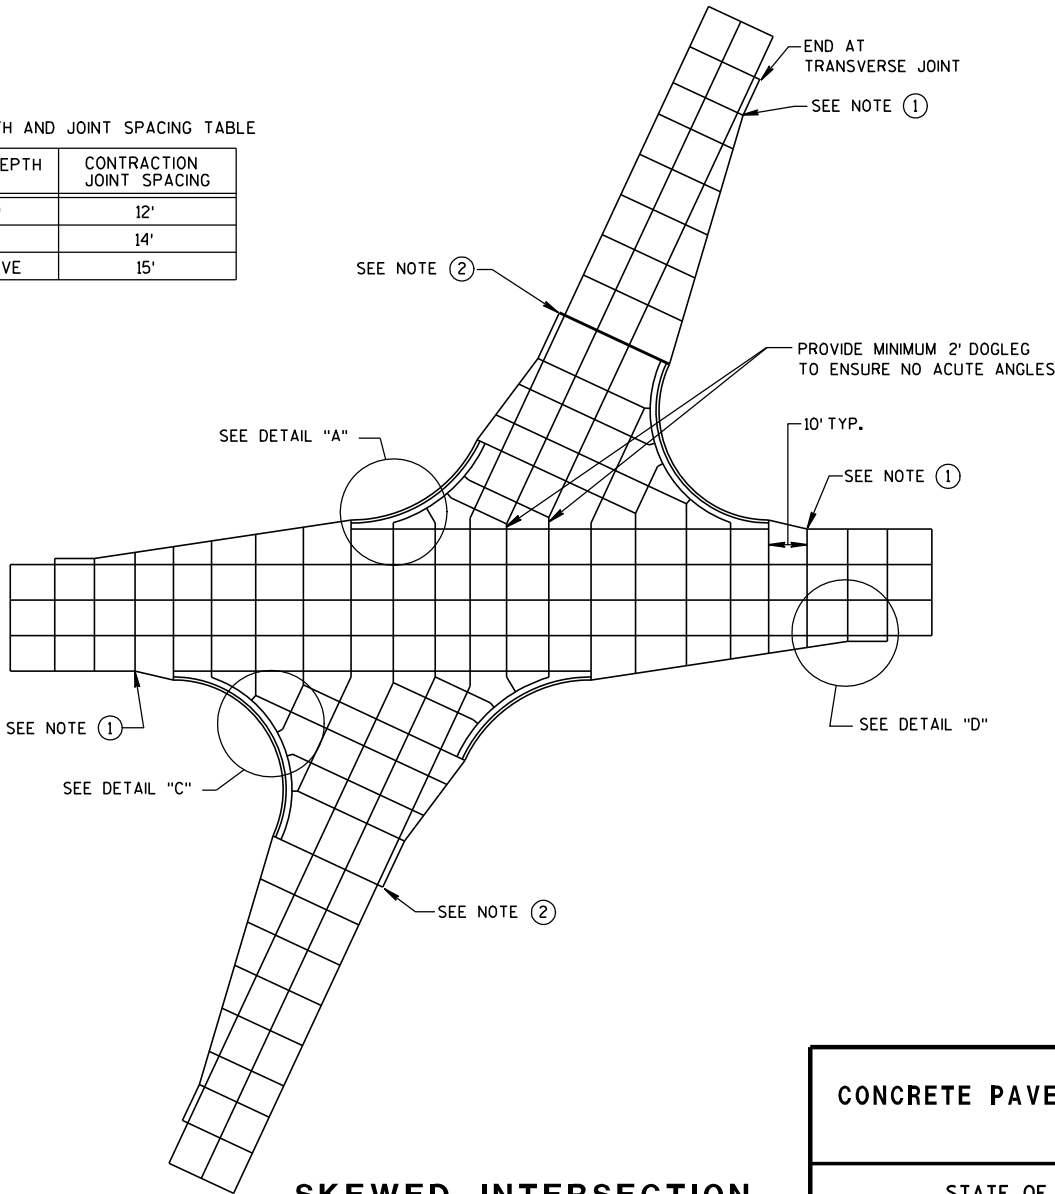 END AT
TRANSVERSE JOINT
SEE NOTE 1
TH AND JOINT SPACING TABLE
EPTH
CONTRACTION
JOINT SPACING
12'
14'
VE 15'
SEE NOTE 2
PROVIDE MINIMUM 2' DOGLEG
TO ENSURE NO ACUTE ANGLES
SEE DETAIL "A"
10' TYP.
SEE NOTE 1
SEE NOTE 1
SEE DETAIL "D"
SEE DETAIL "C"
SEE NOTE 2
CONCRETE PAVE
SKEWED INTERSECTION
STATE OF